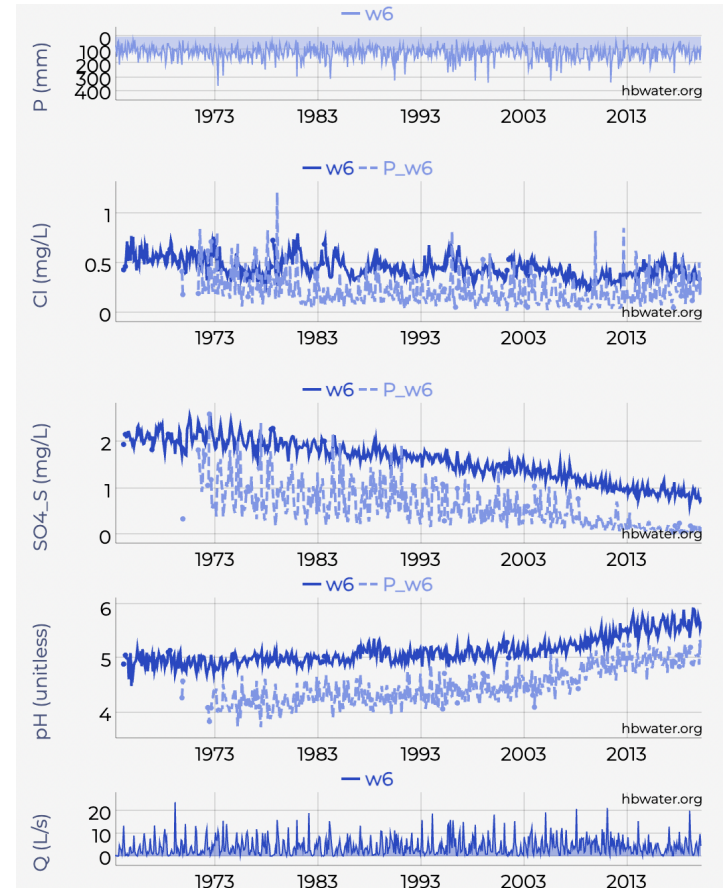 w6
P (mm)
0
100
200
300
400
hbwater.org
1973 1983 1993 2003 2013
w6 P_w6
Cl (mg/L)
1
0.5
0
hbwater.org
1973 1983 1993 2003 2013
w6 P_w6
SO4_S (mg/L)
2
1
0
hbwater.org
1973 1983 1993 2003 2013
w6 P_w6
pH (unitless)
6
5
4
hbwater.org
1973 1983 1993 2003 2013
w6
hbwater.org
Q (L/s)
20
10
0
1973 1983 1993 2003 2013